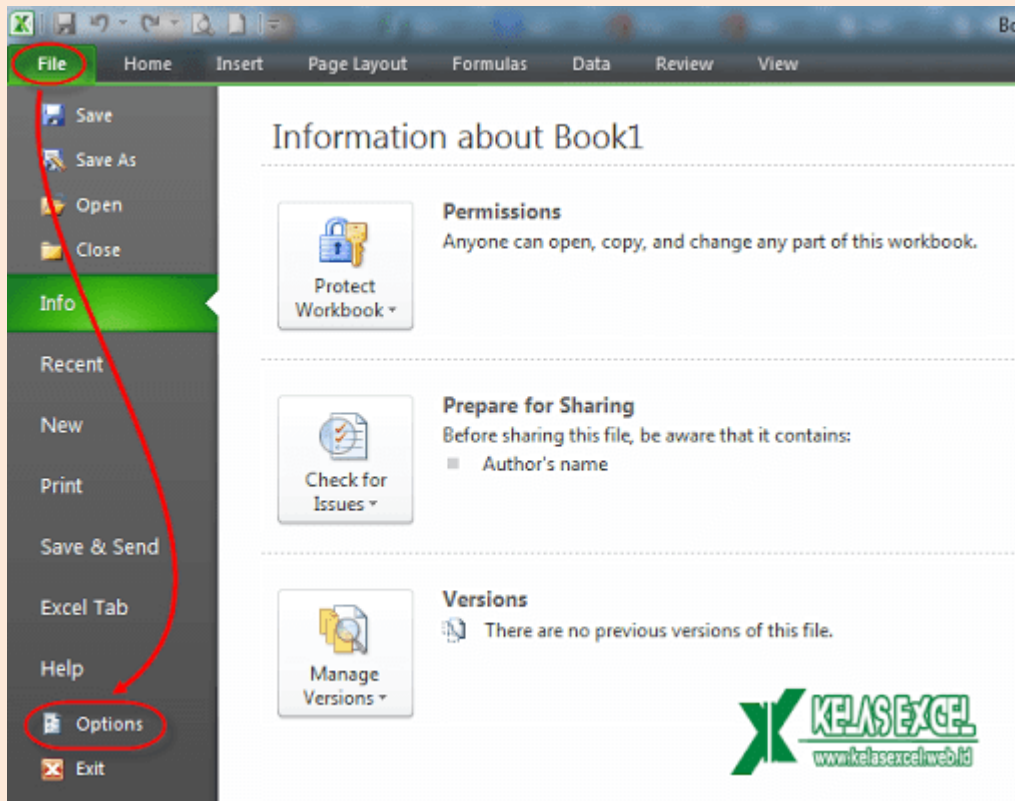 Bo
File Home Insert Page Layout Formulas Data Review View
Save
Save As
Open
Close
Info
Recent
New
Print
Save & Send
Excel Tab
Help
Options
Exit
Information about Book1
Protect
Workbook
Permissions
Anyone can open, copy, and change any part of this workbook.
Check for
Issues
Prepare for Sharing
Before sharing this file, be aware that it contains:
Author's name
Manage
Versions
Versions
There are no previous versions of this file.
KELAS EXCEL
www.kelasexcel.web.id